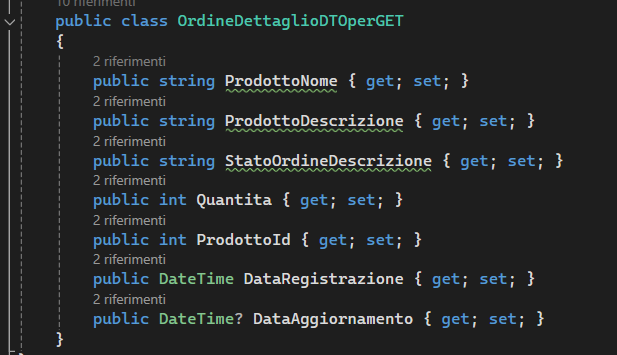 10 riferimenti
public class OrdineDettaglioDTOperGET
{
2 riferimenti
public string ProdottoNome { get; set; }
2 riferimenti
public string ProdottoDescrizione { get; set; }
2 riferimenti
public string StatoOrdineDescrizione { get; set; }
2 riferimenti
public int Quantita { get; set; }
2 riferimenti
public int ProdottoId { get; set; }
2 riferimenti
public DateTime DataRegistrazione { get; set; }
2 riferimenti
public DateTime? DataAggiornamento { get; set; }
}